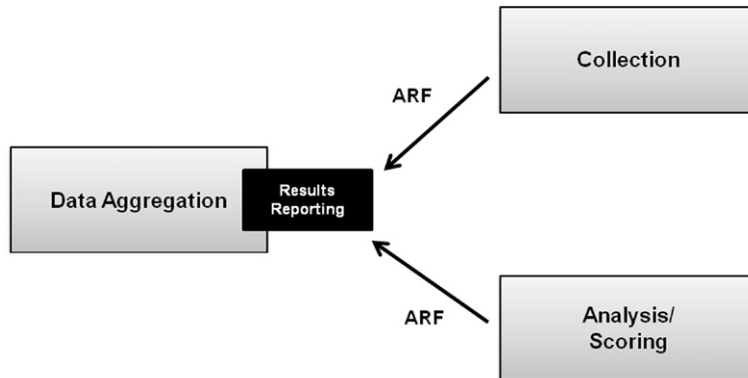 Collection
ARF
Data Aggregation
Results
Reporting
ARF
Analysis/
Scoring